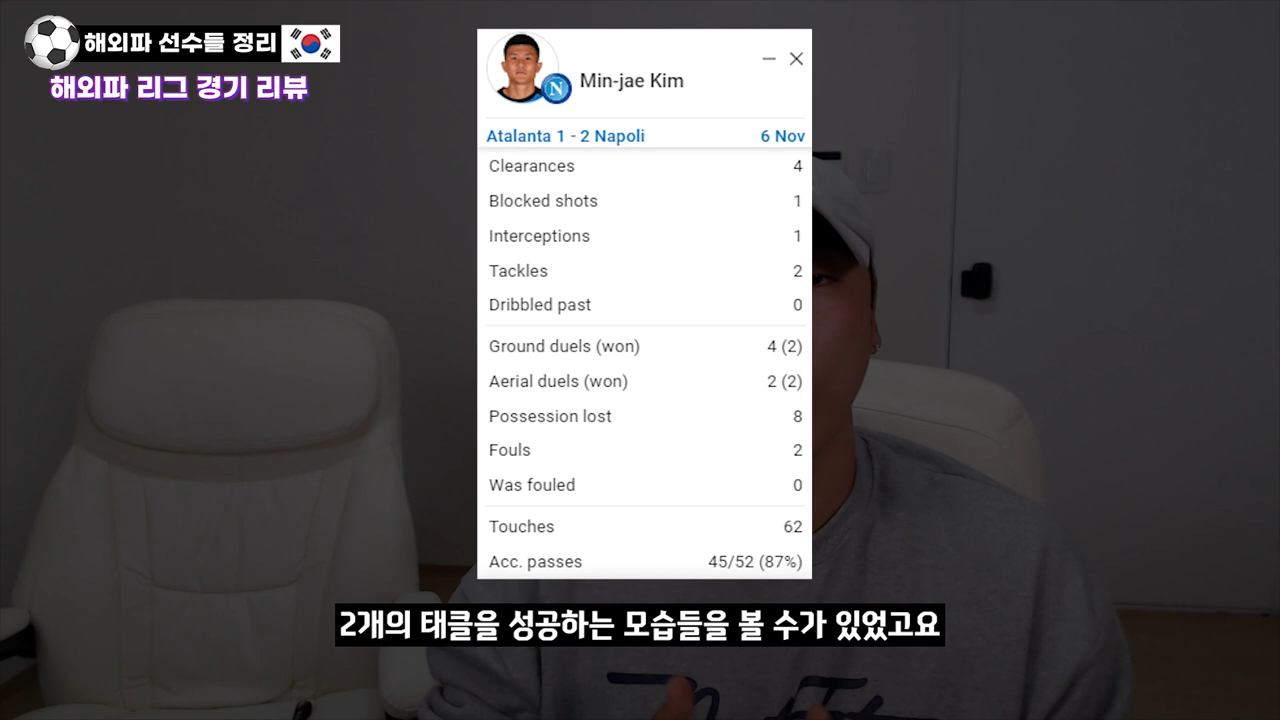 해외파 선수들 정리
해외파 리그 경기 리뷰
N
Min-jae Kim
Atalanta 1 - 2 Napoli 6 Nov
Clearances 4
Blocked shots 1
Interceptions 1
Tackles 2
Dribbled past 0
Ground duels (won) 4 (2)
Aerial duels (won) 2 (2)
Possession lost 8
Fouls 2
Was fouled 0
Touches 62
Acc. passes 45/52 (87%)
2개의 태클을 성공하는 모습들을 볼 수가 있었고요